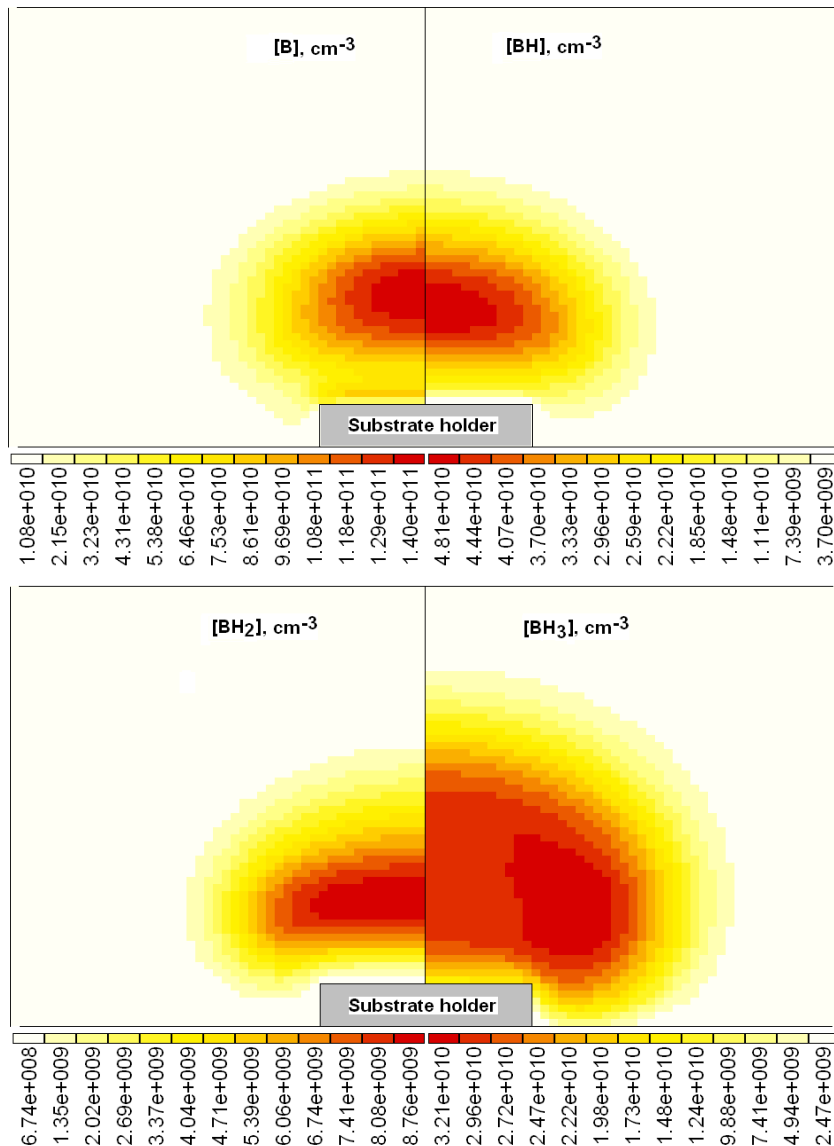 [B], cm-3 [BH], cm-3
Substrate holder
1.08e+010 2.15e+010 3.23e+010 4.31e+010 5.38e+010 6.46e+010 7.53e+010 8.61e+010 9.69e+010 1.08e+011 1.18e+011 1.29e+011 1.40e+011 4.81e+010 4.44e+010 4.07e+010 3.70e+010 3.33e+010 2.96e+010 2.59e+010 2.22e+010 1.85e+010 1.48e+010 1.11e+010 7.39e+009 3.70e+009
[BH2], cm-3 [BH3], cm-3
Substrate holder
6.74e+008 1.35e+009 2.02e+009 2.69e+009 3.37e+009 4.04e+009 4.71e+009 5.39e+009 6.06e+009 6.74e+009 7.41e+009 8.08e+009 8.76e+009 3.21e+010 2.96e+010 2.72e+010 2.47e+010 2.22e+010 1.98e+010 1.73e+010 1.48e+010 1.24e+010 9.88e+009 7.41e+009 4.94e+009 2.47e+009